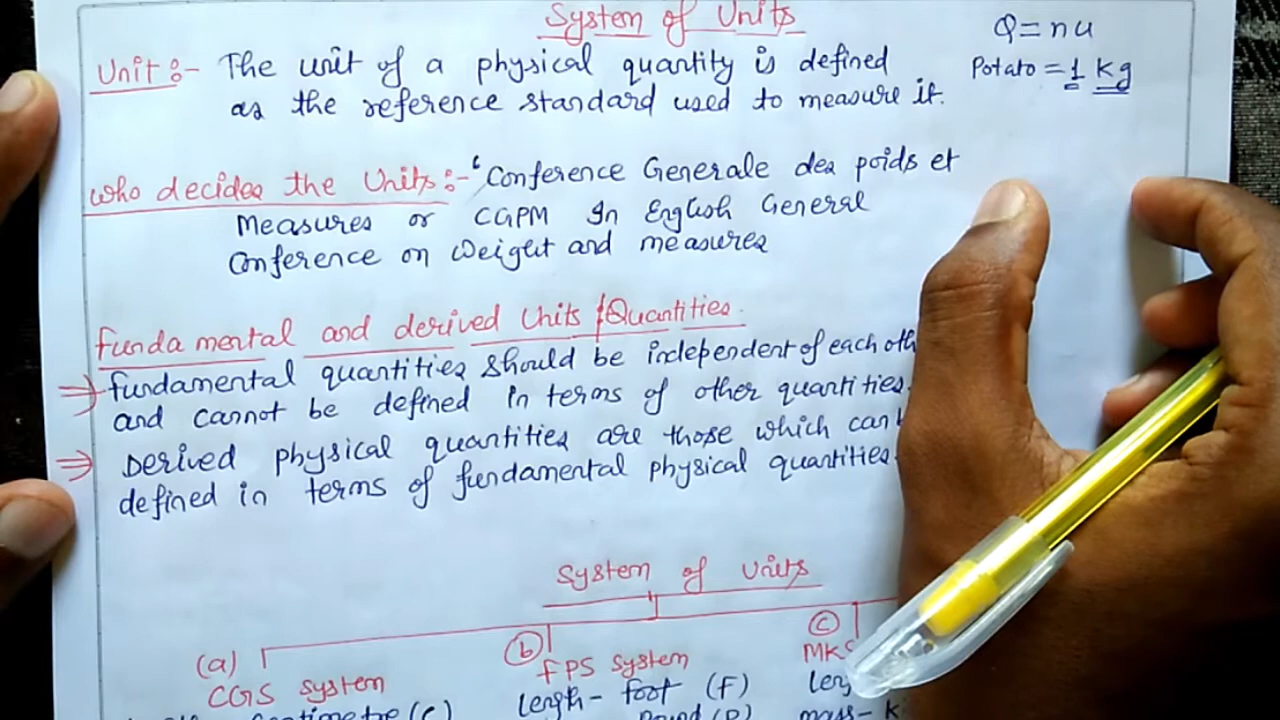 System of Units
Q = nu
Unit :- The unit of a physical quantity is defined
Potato = 1 kg
as the reference standard used to measure it.
who decides the Units :- 'Conference Generale des poids et
Measures or CGPM In English General
Conference on Weight and measures
Fundamental and derived Units & Quantities.
⇒ fundamental quantities should be independent of each oth
and cannot be defined in terms of other quantities.
⇒ Derived physical quantities are those which can b
defined in terms of fundamental physical quantities.
System of Units
(a) (b) (c)
CGS system FPS system MKS
length - foot (F)
mass - K